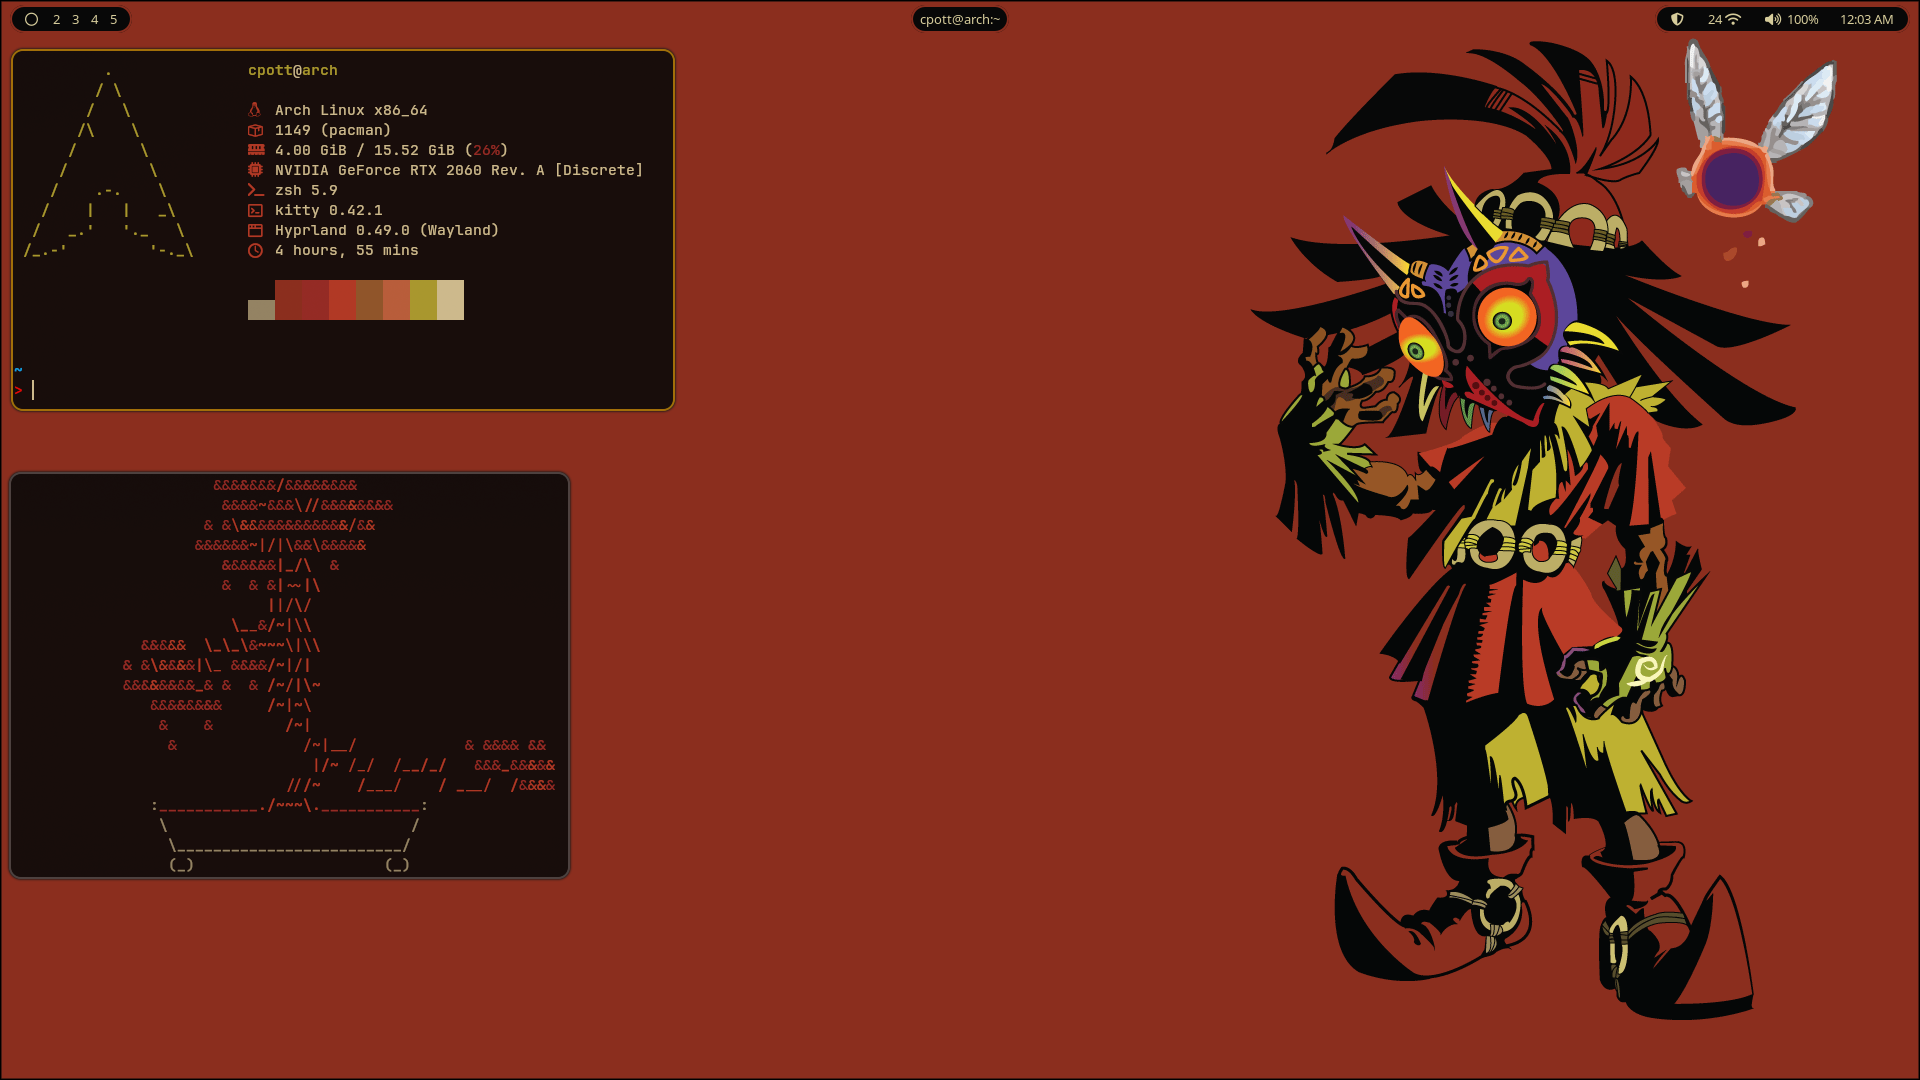 2 3 4 5
cpott@arch:~
24
100%
12:03 AM
cpott@arch
Arch Linux x86_64
1149 (pacman)
4.00 GiB / 15.52 GiB (26%)
NVIDIA GeForce RTX 2060 Rev. A [Discrete]
zsh 5.9
kitty 0.42.1
Hyprland 0.49.0 (Wayland)
4 hours, 55 mins
~
>